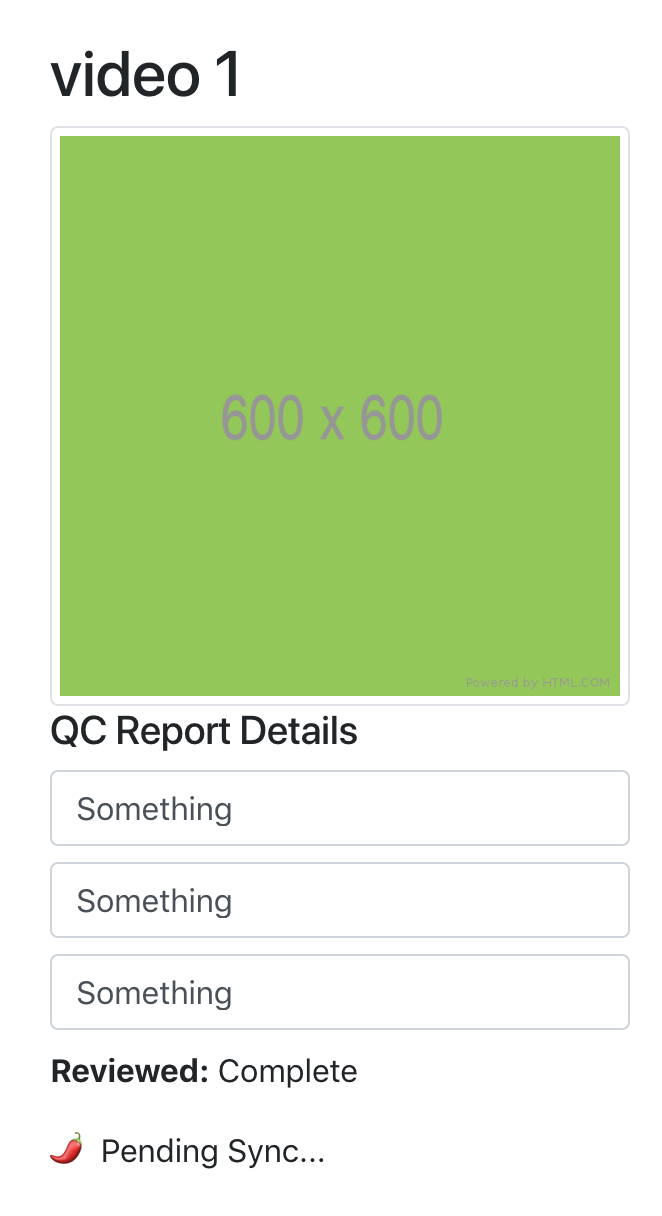 video 1
600 x 600
Powered by HTML.COM
QC Report Details
Something
Something
Something
Reviewed: Complete
Pending Sync...